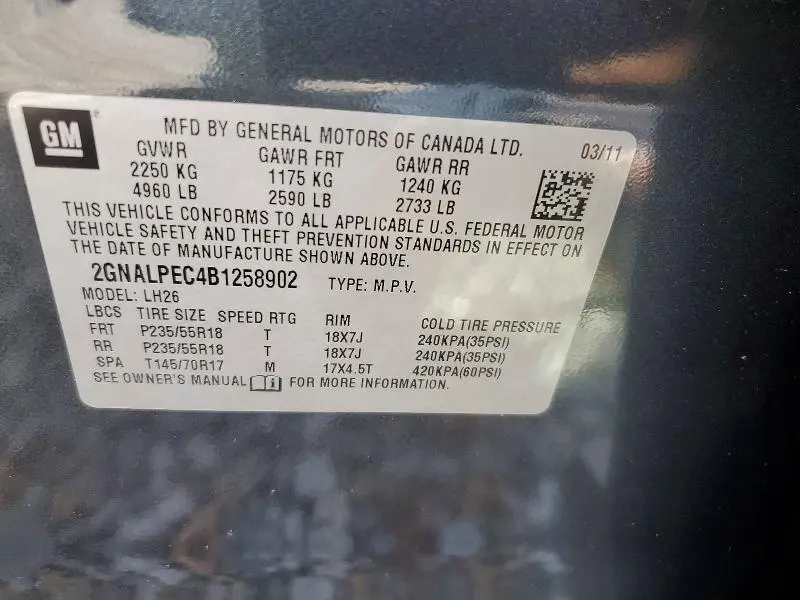 GM
MFD BY GENERAL MOTORS OF CANADA LTD. 03/11
GVWR GAWR FRT GAWR RR
2250 KG 1175 KG 1240 KG
4960 LB 2590 LB 2733 LB
THIS VEHICLE CONFORMS TO ALL APPLICABLE U.S. FEDERAL MOTOR
VEHICLE SAFETY AND THEFT PREVENTION STANDARDS IN EFFECT ON
THE DATE OF MANUFACTURE SHOWN ABOVE.
2GNALPEC4B1258902 TYPE: M.P.V.
MODEL: LH26
LBCS TIRE SIZE SPEED RTG RIM COLD TIRE PRESSURE
FRT P235/55R18 T 18X7J 240KPA(35PSI)
RR P235/55R18 T 18X7J 240KPA(35PSI)
SPA T145/70R17 M 17X4.5T 420KPA(60PSI)
SEE OWNER'S MANUAL i FOR MORE INFORMATION.